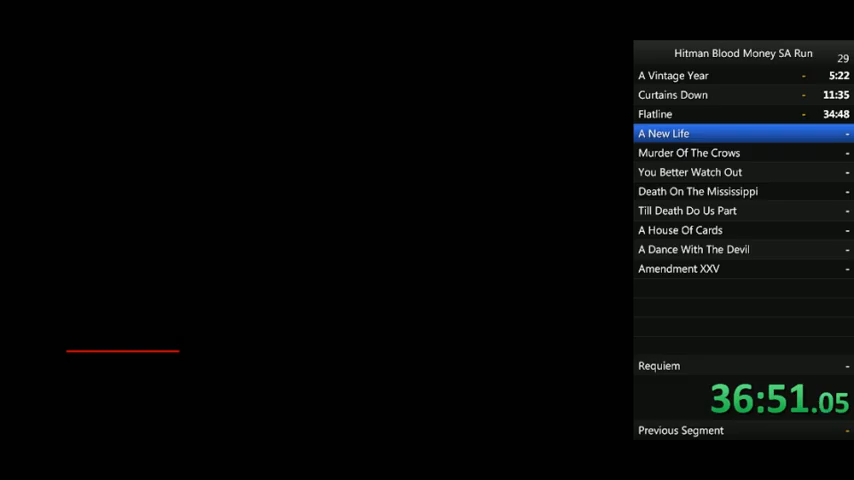 Hitman Blood Money SA Run
29
A Vintage Year - 5:22
Curtains Down - 11:35
Flatline - 34:48
A New Life -
Murder Of The Crows -
You Better Watch Out -
Death On The Mississippi -
Till Death Do Us Part -
A House Of Cards -
A Dance With The Devil -
Amendment XXV -
Requiem -
36:51.05
Previous Segment -